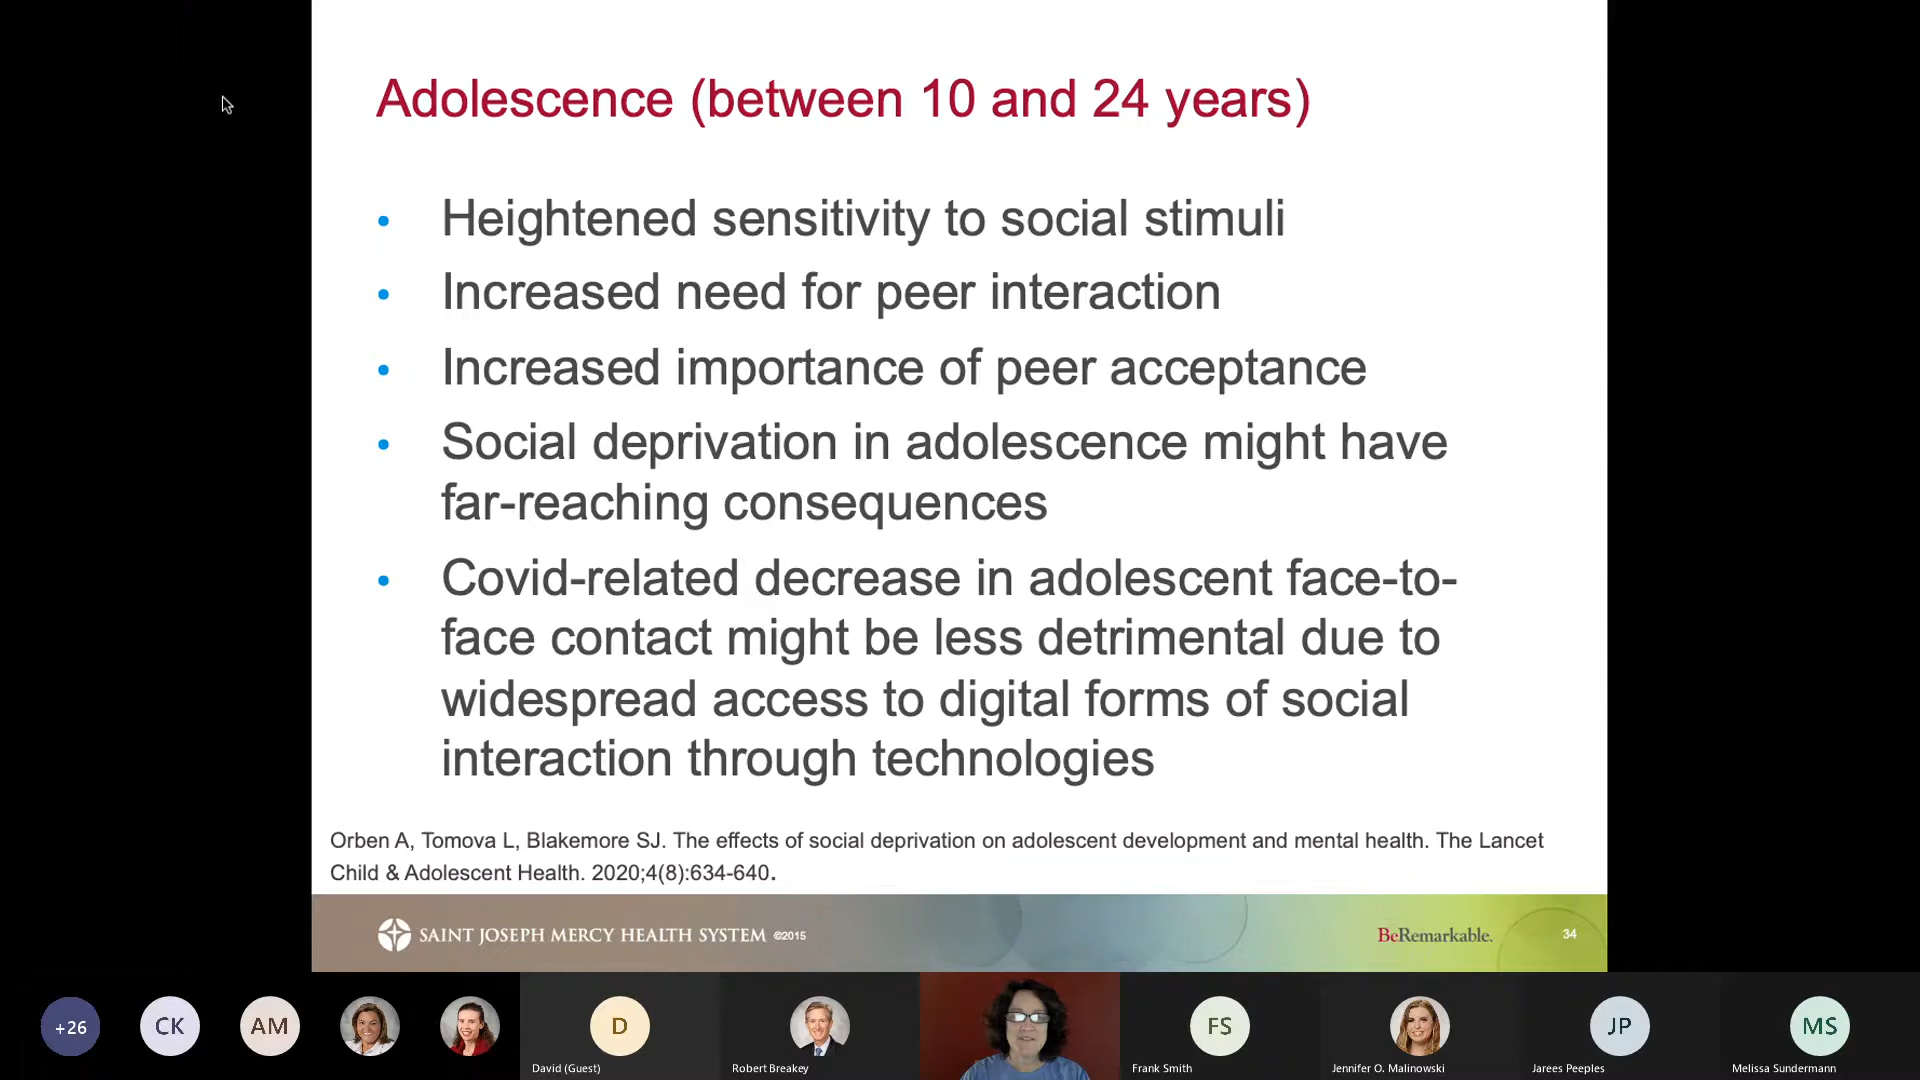 Adolescence (between 10 and 24 years)
• Heightened sensitivity to social stimuli
• Increased need for peer interaction
• Increased importance of peer acceptance
• Social deprivation in adolescence might have
far-reaching consequences
• Covid-related decrease in adolescent face-to-
face contact might be less detrimental due to
widespread access to digital forms of social
interaction through technologies
Orben A, Tomova L, Blakemore SJ. The effects of social deprivation on adolescent development and mental health. The Lancet
Child & Adolescent Health. 2020;4(8):634-640.
SAINT JOSEPH MERCY HEALTH SYSTEM ©2015
BeRemarkable.
34
+26
CK
AM
D
David (Guest)
Robert Breakey
FS
Frank Smith
Jennifer O. Malinowski
JP
Jarees Peeples
MS
Melissa Sundermann